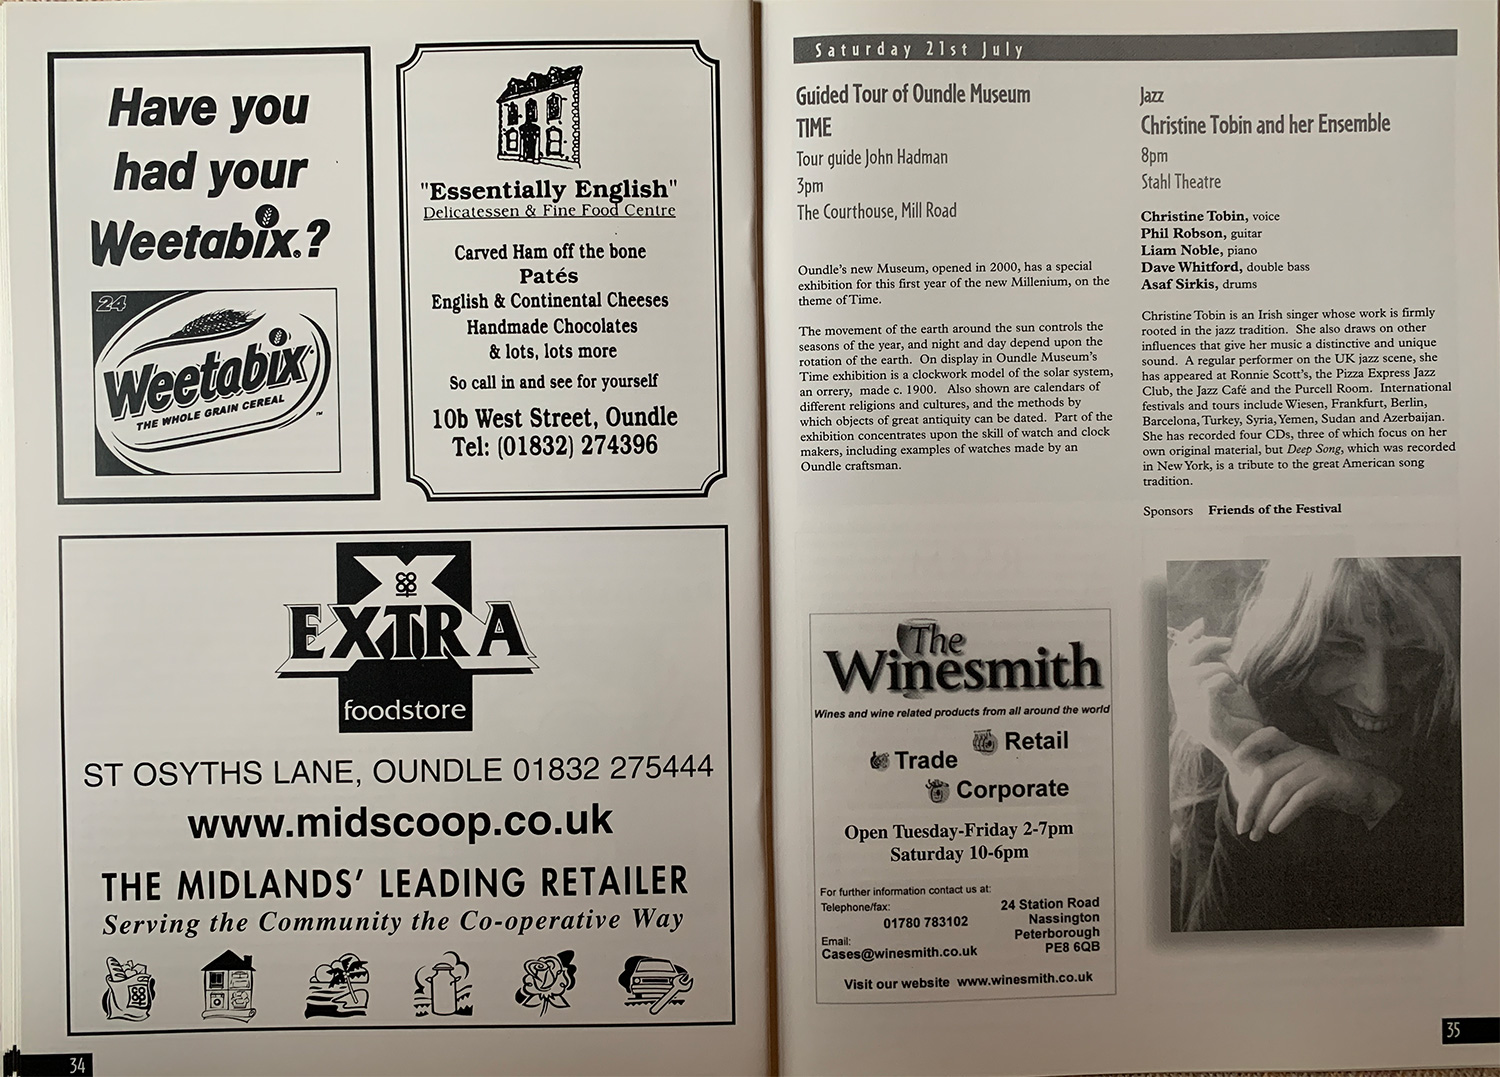 Have you
had your
Weetabix.?
24
Weetabix
THE WHOLE GRAIN CEREAL
™
"Essentially English"
Delicatessen & Fine Food Centre
Carved Ham off the bone
Patés
English & Continental Cheeses
Handmade Chocolates
& lots, lots more
So call in and see for yourself
10b West Street, Oundle
Tel: (01832) 274396
EXTRA
foodstore
ST OSYTHS LANE, OUNDLE 01832 275444
www.midscoop.co.uk
THE MIDLANDS' LEADING RETAILER
Serving the Community the Co-operative Way
34
Saturday 21st July
Guided Tour of Oundle Museum
TIME
Tour guide John Hadman
3pm
The Courthouse, Mill Road
Oundle's new Museum, opened in 2000, has a special
exhibition for this first year of the new Millenium, on the
theme of Time.
The movement of the earth around the sun controls the
seasons of the year, and night and day depend upon the
rotation of the earth. On display in Oundle Museum's
Time exhibition is a clockwork model of the solar system,
an orrery, made c. 1900. Also shown are calendars of
different religions and cultures, and the methods by
which objects of great antiquity can be dated. Part of the
exhibition concentrates upon the skill of watch and clock
makers, including examples of watches made by an
Oundle craftsman.
The
Winesmith
Wines and wine related products from all around the world
Retail
Trade
Corporate
Open Tuesday-Friday 2-7pm
Saturday 10-6pm
For further information contact us at:
Telephone/fax:
01780 783102
Email:
Cases@winesmith.co.uk
24 Station Road
Nassington
Peterborough
PE8 6QB
Visit our website www.winesmith.co.uk
Jazz
Christine Tobin and her Ensemble
8pm
Stahl Theatre
Christine Tobin, voice
Phil Robson, guitar
Liam Noble, piano
Dave Whitford, double bass
Asaf Sirkis, drums
Christine Tobin is an Irish singer whose work is firmly
rooted in the jazz tradition. She also draws on other
influences that give her music a distinctive and unique
sound. A regular performer on the UK jazz scene, she
has appeared at Ronnie Scott's, the Pizza Express Jazz
Club, the Jazz Café and the Purcell Room. International
festivals and tours include Wiesen, Frankfurt, Berlin,
Barcelona, Turkey, Syria, Yemen, Sudan and Azerbaijan.
She has recorded four CDs, three of which focus on her
own original material, but Deep Song, which was recorded
in New York, is a tribute to the great American song
tradition.
Sponsors Friends of the Festival
35